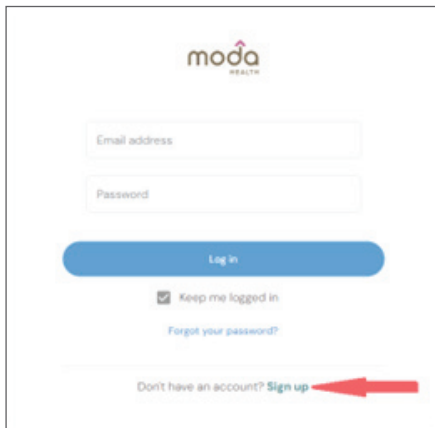 moda
HEALTH
Email address
Password
Log in
Keep me logged in
Forgot your password?
Don't have an account? Sign up